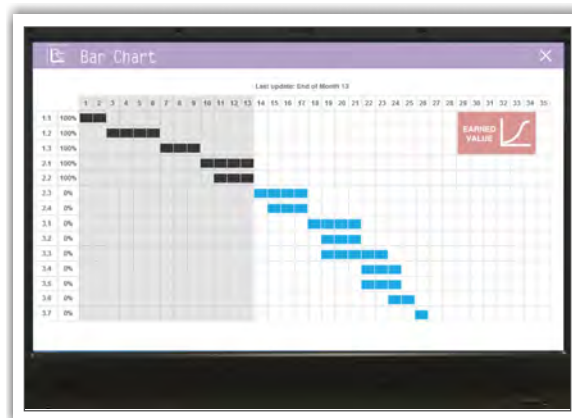 Bar Chart
Last update: End of Month 13
1 2 3 4 5 6 7 8 9 10 11 12 13 14 15 16 17 18 19 20 21 22 23 24 25 26 27 28 29 30 31 32 33 34 35
1.1 100%
1.2 100%
EARNED
VALUE
1.3 100%
2.1 100%
2.2 100%
2.3 0%
2.4 0%
3.1 0%
3.2 0%
3.3 0%
3.4 0%
3.5 0%
3.6 0%
3.7 0%